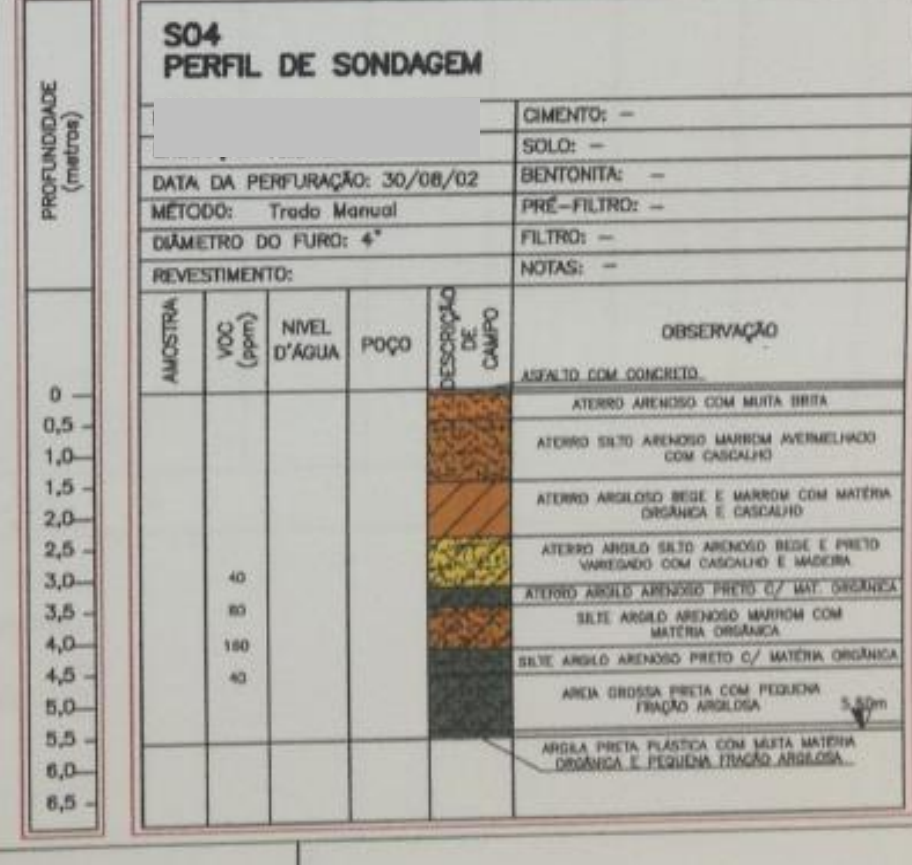 SO4
PERFIL DE SONDAGEM
PROFUNDIDADE
(metros)
CIMENTO: –
SOLO: –
DATA DA PERFURAÇÃO: 30/08/02
BENTONITA: –
MÉTODO: Trado Manual
PRÉ-FILTRO: –
DIÂMETRO DO FURO: 4"
FILTRO: –
REVESTIMENTO:
NOTAS: –
AMOSTRA
VOC
(ppm)
NIVEL
D'ÁGUA
POÇO
DESCRIÇÃO
DE
CAMPO
OBSERVAÇÃO
ASFALTO COM CONCRETO
0
ATERRO ARENOSO COM MUITA BRITA
0,5
ATERRO SILTO ARENOSO MARROM AVERMELHADO
COM CASCALHO
1,0
1,5
ATERRO ARGILOSO BEGE E MARROM COM MATÉRIA
ORGÂNICA E CASCALHO
2,0
2,5
ATERRO ARGILO SILTO ARENOSO BEGE E PRETO
VARIEGADO COM CASCALHO E MADEIRA
3,0
40
ATERRO ARGILO ARENOSO PRETO C/ MAT. ORGÂNICA
3,5
80
SILTE ARGILO ARENOSO MARROM COM
MATÉRIA ORGÂNICA
4,0
160
SILTE ARGILO ARENOSO PRETO C/ MATÉRIA ORGÂNICA
4,5
40
AREIA GROSSA PRETA COM PEQUENA
FRAÇÃO ARGILOSA
5,0
5,50m
5,5
ARGILA PRETA PLÁSTICA COM MUITA MATÉRIA
ORGÂNICA E PEQUENA FRAÇÃO ARGILOSA
6,0
6,5